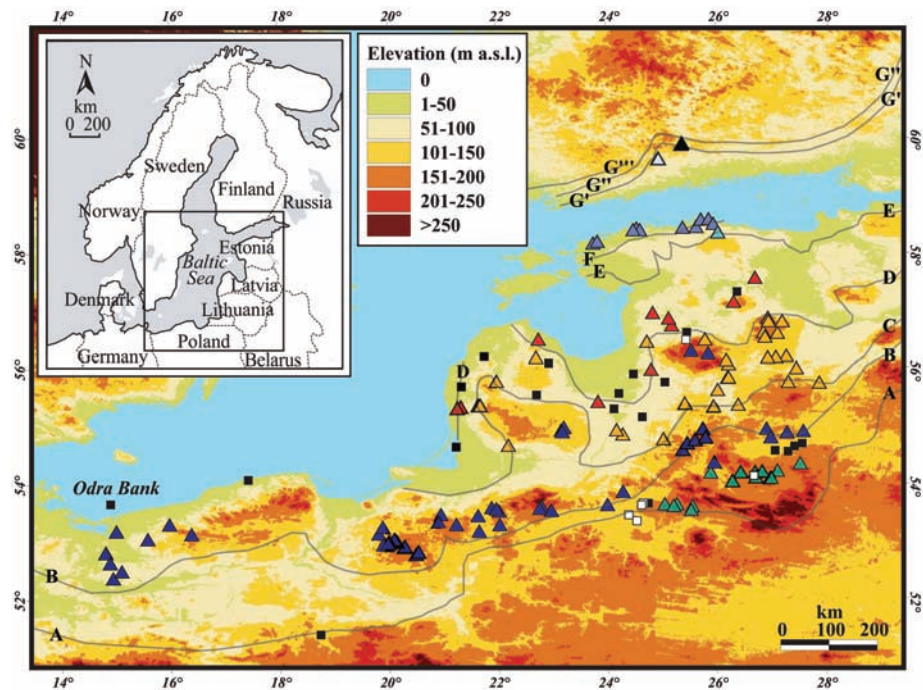 14° 16° 18° 20° 22° 24° 26° 28°
N
km
0 200
Sweden
Finland
Norway
Russia
Estonia
Baltic
Sea
Latvia
Denmark
Lithuania
Poland
Germany
Belarus
Elevation (m a.s.l.)
0
1-50
51-100
101-150
151-200
201-250
>250
G''
G'
60° 60°
G'''
G''
G'
E
F
E
58° 58°
D
C
B
A
56° 56°
D
Odra Bank
54° 54°
B
52° 52°
A
km
0 100 200
14° 16° 18° 20° 22° 24° 26° 28°